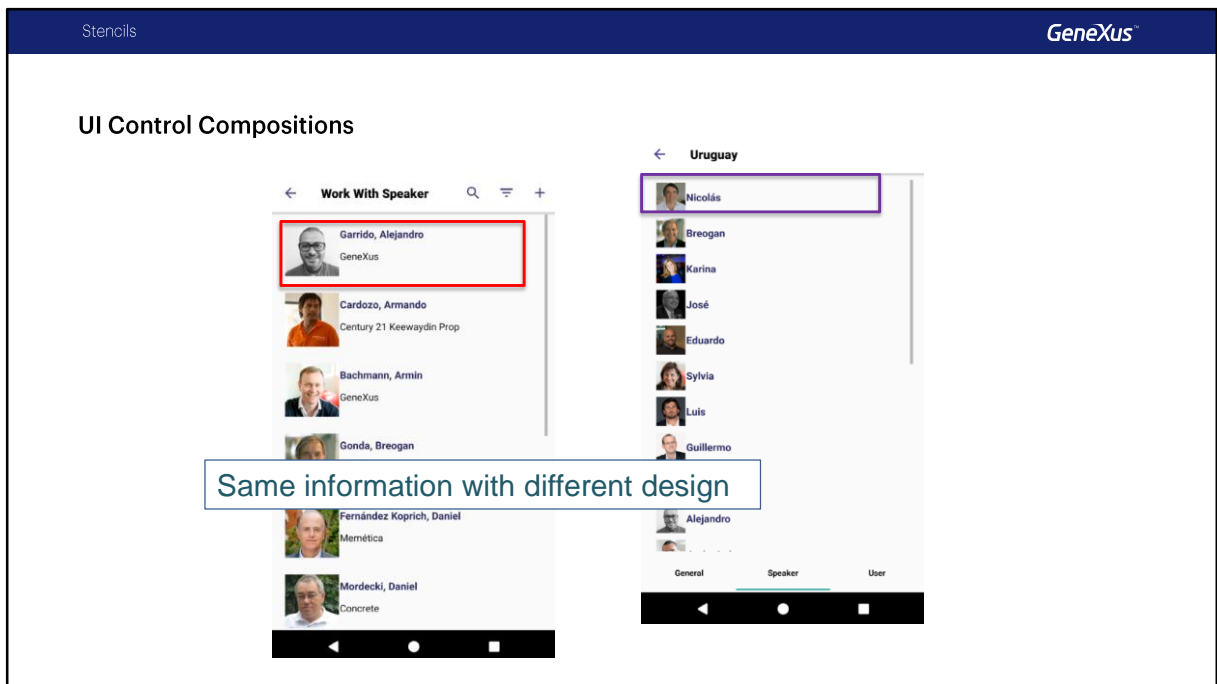 Stencils
GeneXus™
UI Control Compositions
Work With Speaker
Garrido, Alejandro
GeneXus
Cardozo, Armando
Century 21 Keewaydin Prop
Bachmann, Armin
GeneXus
Gonda, Breogan
Fernández Koprich, Daniel
Memética
Mordecki, Daniel
Concrete
Uruguay
Nicolás
Breogan
Karina
José
Eduardo
Sylvia
Luis
Guillermo
Alejandro
General Speaker User
Same information with different design